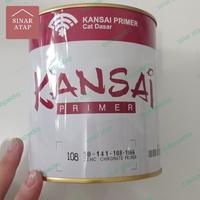 SINAR
ATAP
KANSAI PRIMER
Cat Dasar
KANSAI
PRIMER
108
ZINC CHROMATE PRIMER